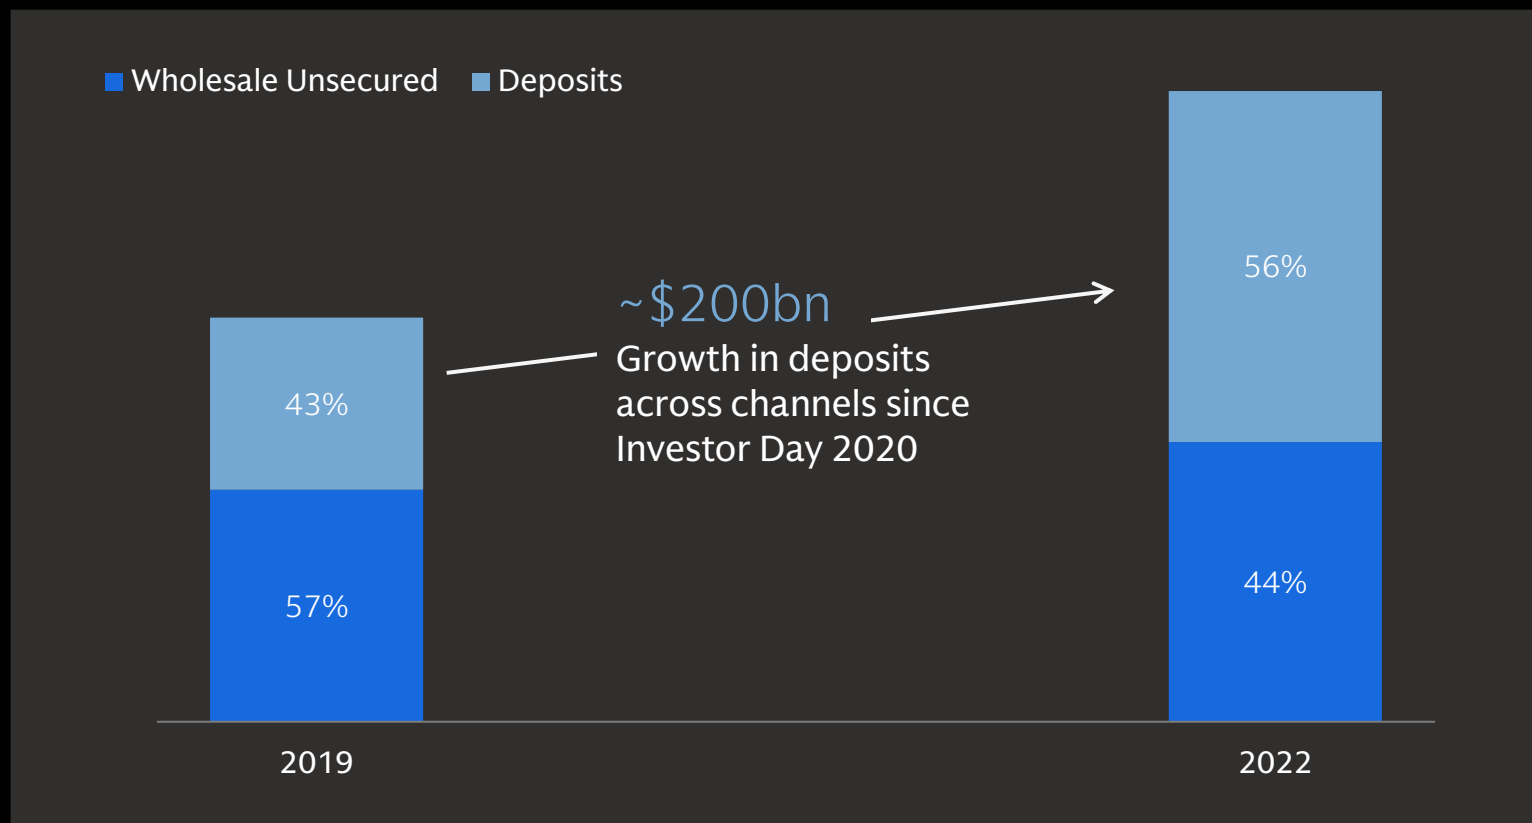 Wholesale Unsecured
Deposits
43%
57%
~$200bn
Growth in deposits
across channels since
Investor Day 2020
56%
44%
2019
2022